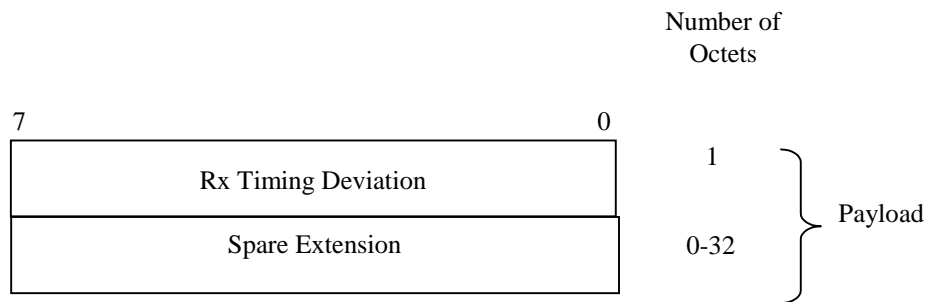 Number of
Octets
7 0
Rx Timing Deviation 1
Payload
Spare Extension 0-32